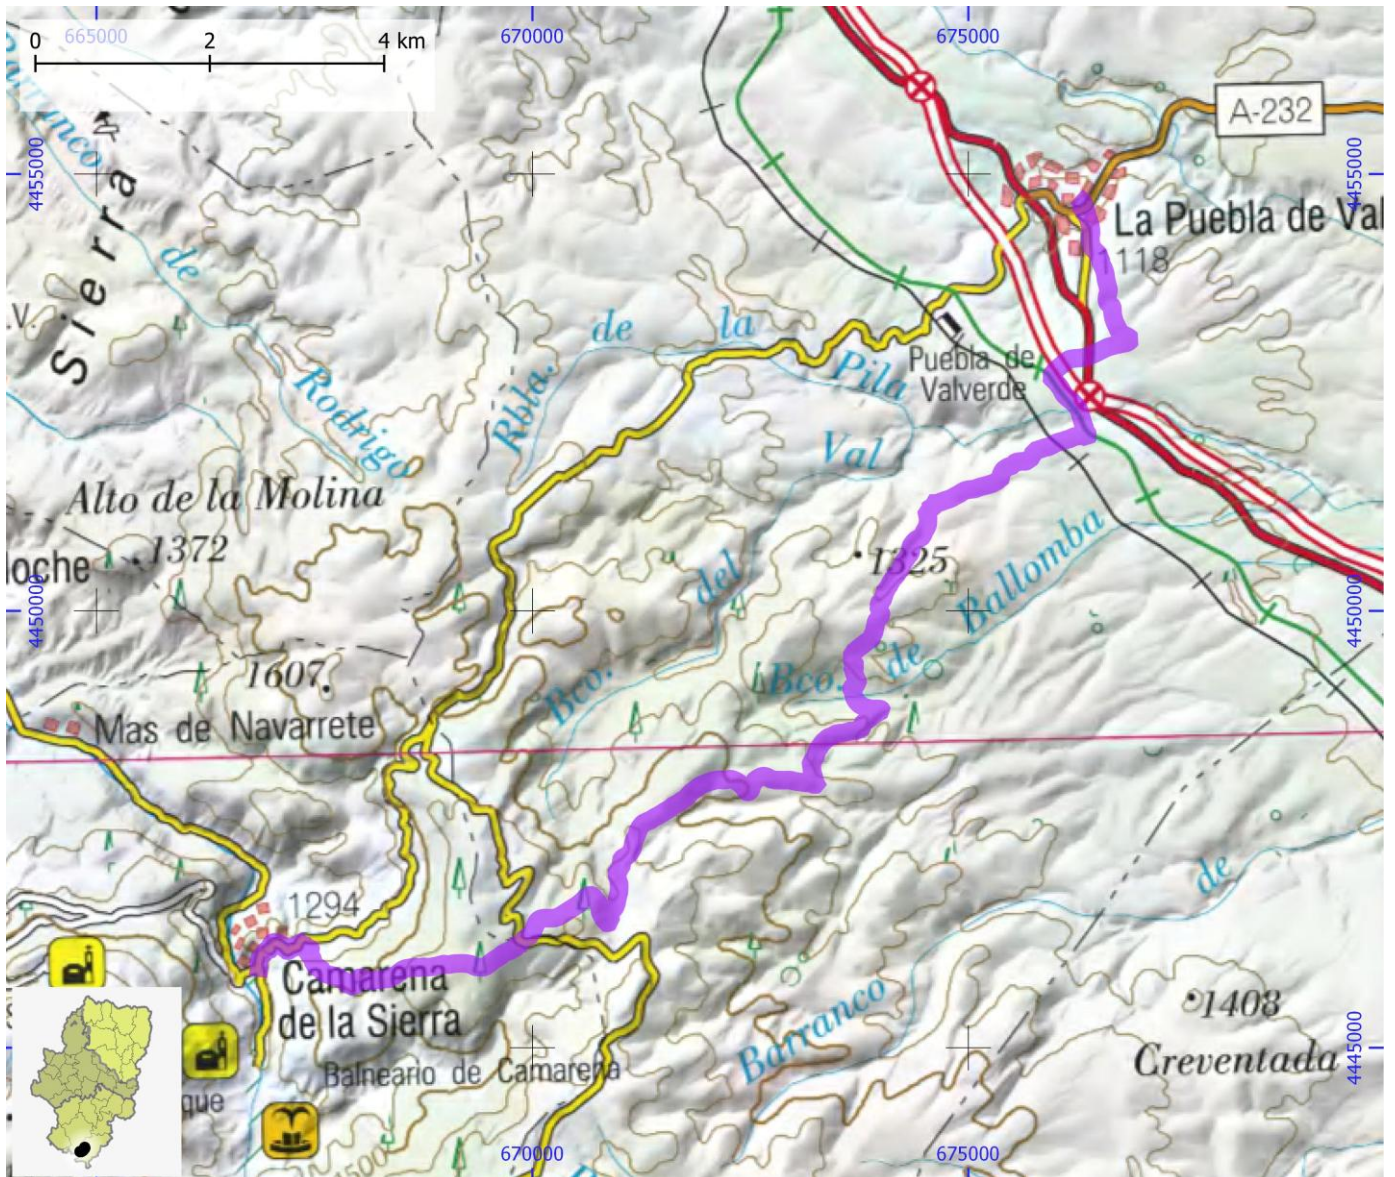 0 2 4 km
665000
670000
675000
4455000
4455000
A-232
Sierra
de
Rodrigo
La Puebla de Val
1118
.V.
Rbla.
de
la
Pila
Puebla de
Valverde
Val
del
Bco.
Alto de la Molina
1372
loche
1325
Ballomba
de
Bco.
4450000
4450000
1607
Mas de Navarrete
1294
Camarena
de la Sierra
Balneario de Camarena
que
Barranco
de
1408
Creventada
4445000
1500
670000
675000